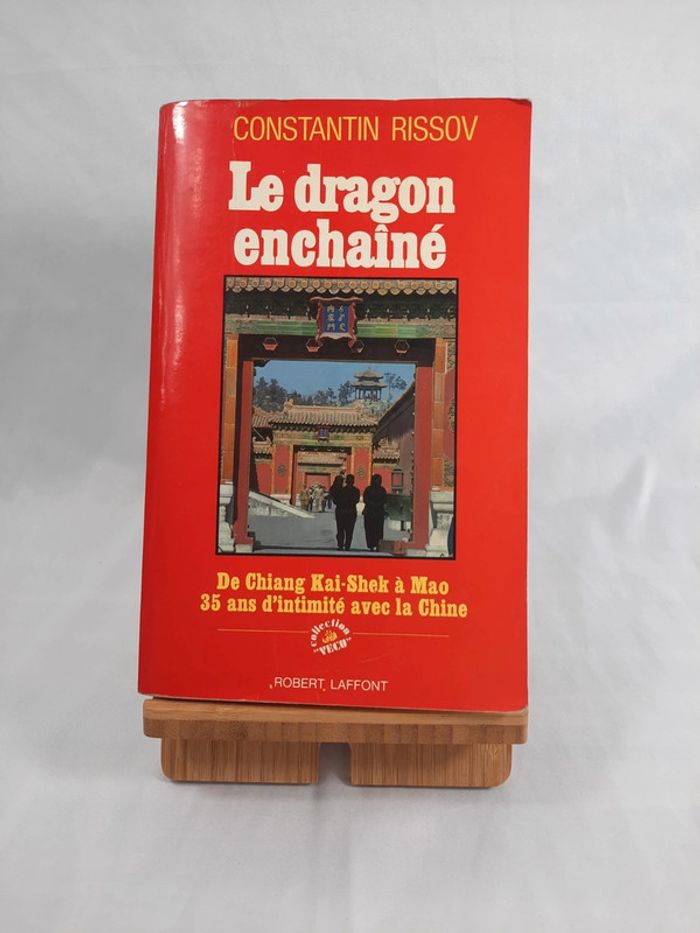 CONSTANTIN RISSOV
Le dragon
enchaîné
De Chiang Kai-Shek à Mao
35 ans d'intimité avec la Chine
collection
"VÉCU"
ROBERT LAFFONT